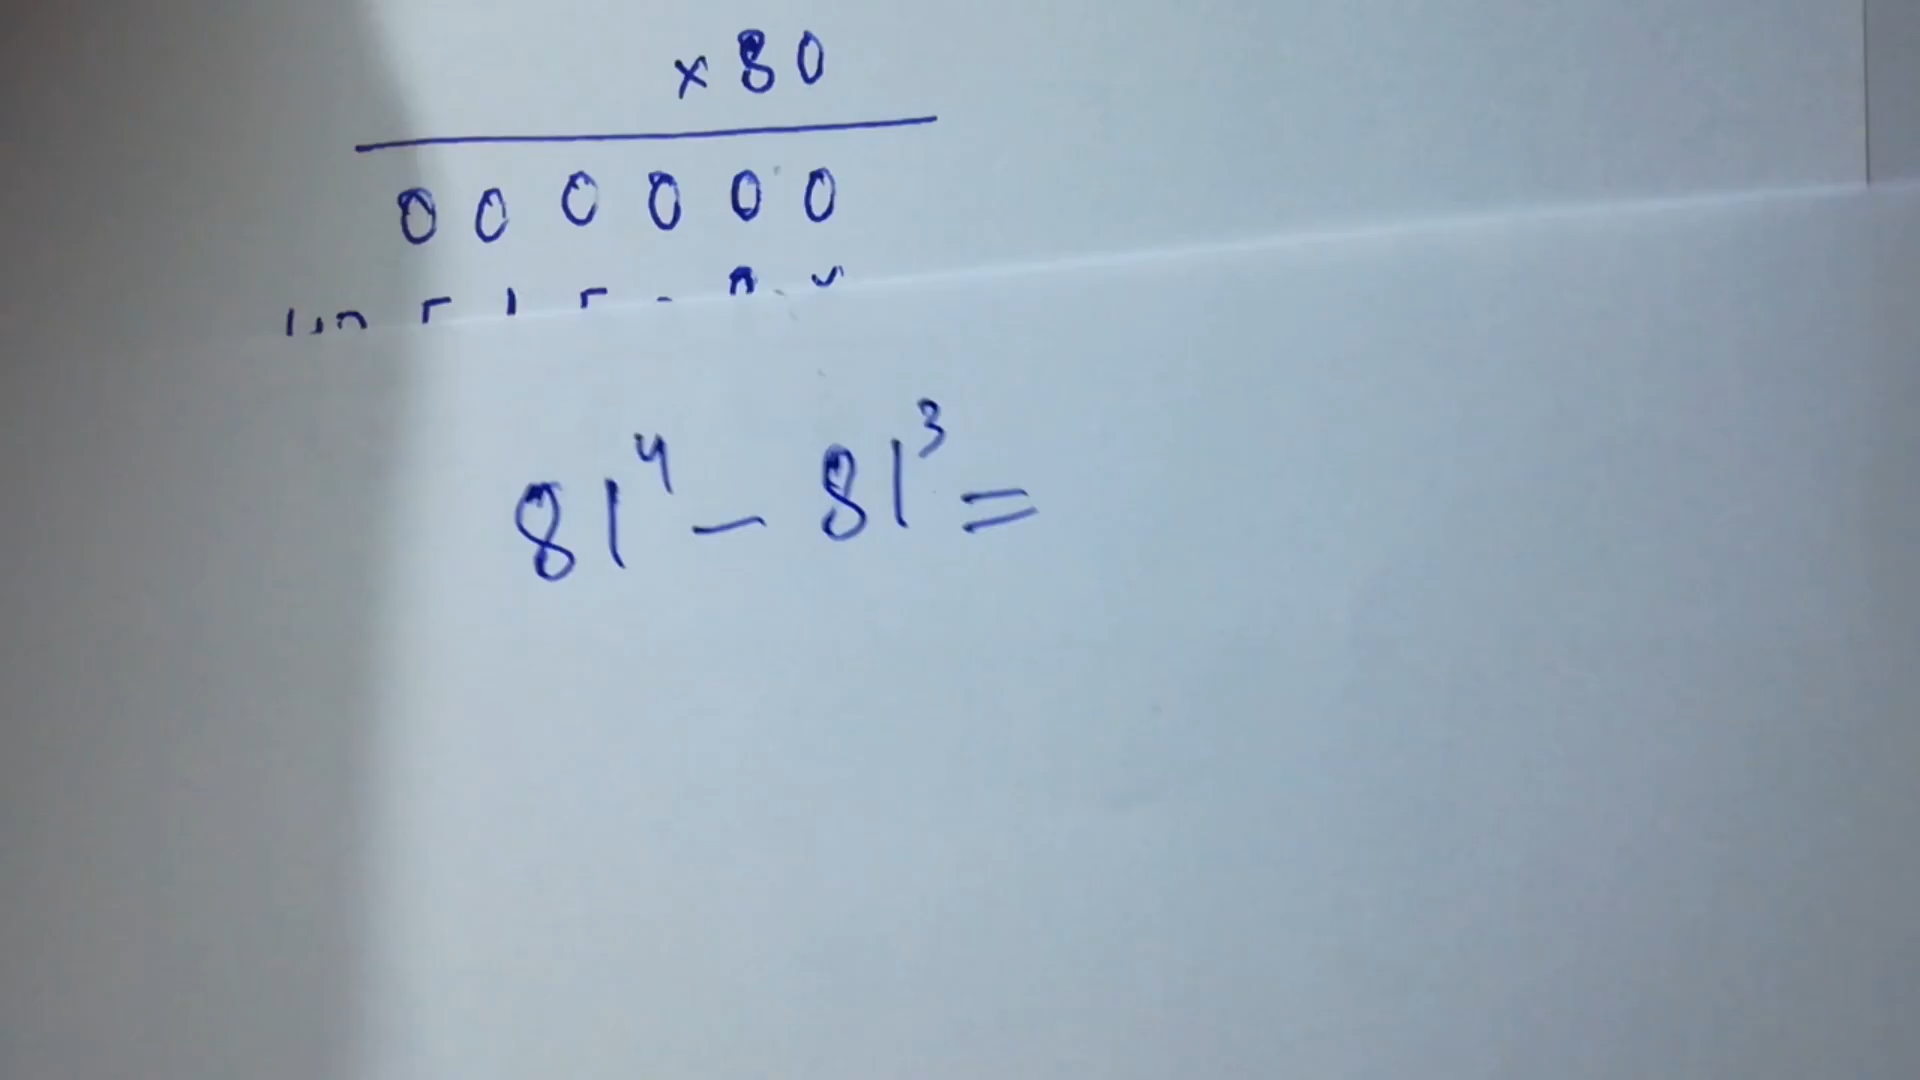 ×80
000000
81⁴ - 81³ =